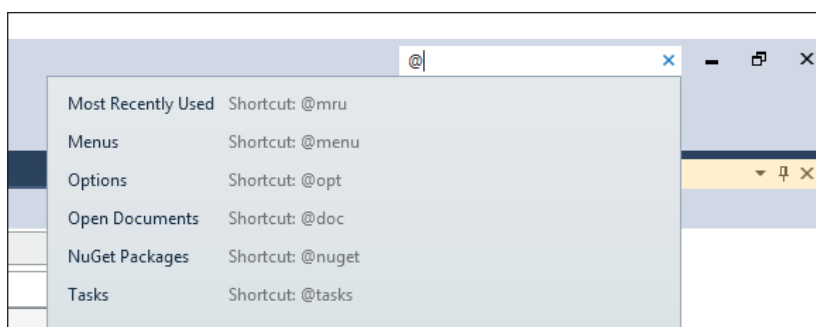 @
Most Recently Used Shortcut: @mru
Menus Shortcut: @menu
Options Shortcut: @opt
Open Documents Shortcut: @doc
NuGet Packages Shortcut: @nuget
Tasks Shortcut: @tasks